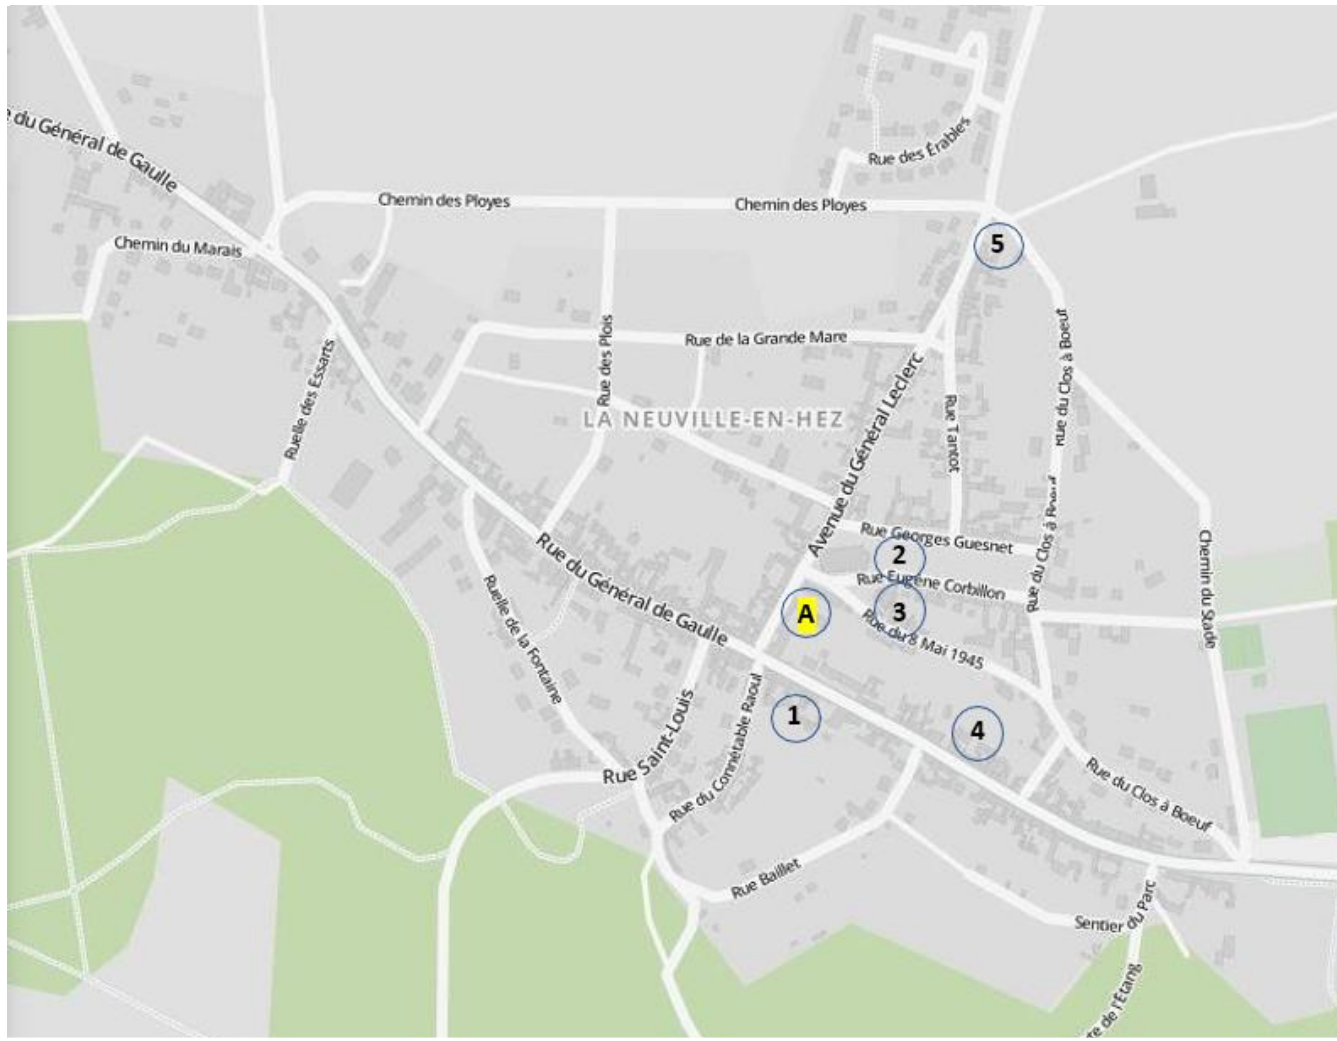 e du Général de Gaulle
Chemin des Ployes
Chemin des Ployes
Rue des Érables
Chemin du Marais
5
Ruelle des Essarts
Rue des Plois
Rue de la Grande Mare
Rue du Clos à Boeuf
LA NEUVILLE-EN-HEZ
Avenue du Général Leclerc
Rue Tantot
Rue Georges Guesnet
2
Rue du Clos à Boeuf
Chemin du Stade
Rue du Général de Gaulle
Rue Eugène Corbillon
A
3
Rue du 8 Mai 1945
Ruelle de la Fontaine
Rue Saint-Louis
Rue du Connétable Raoul
1
4
Rue du Clos à Boeuf
Rue Baillet
Sentier du Parc
te de l'Étang